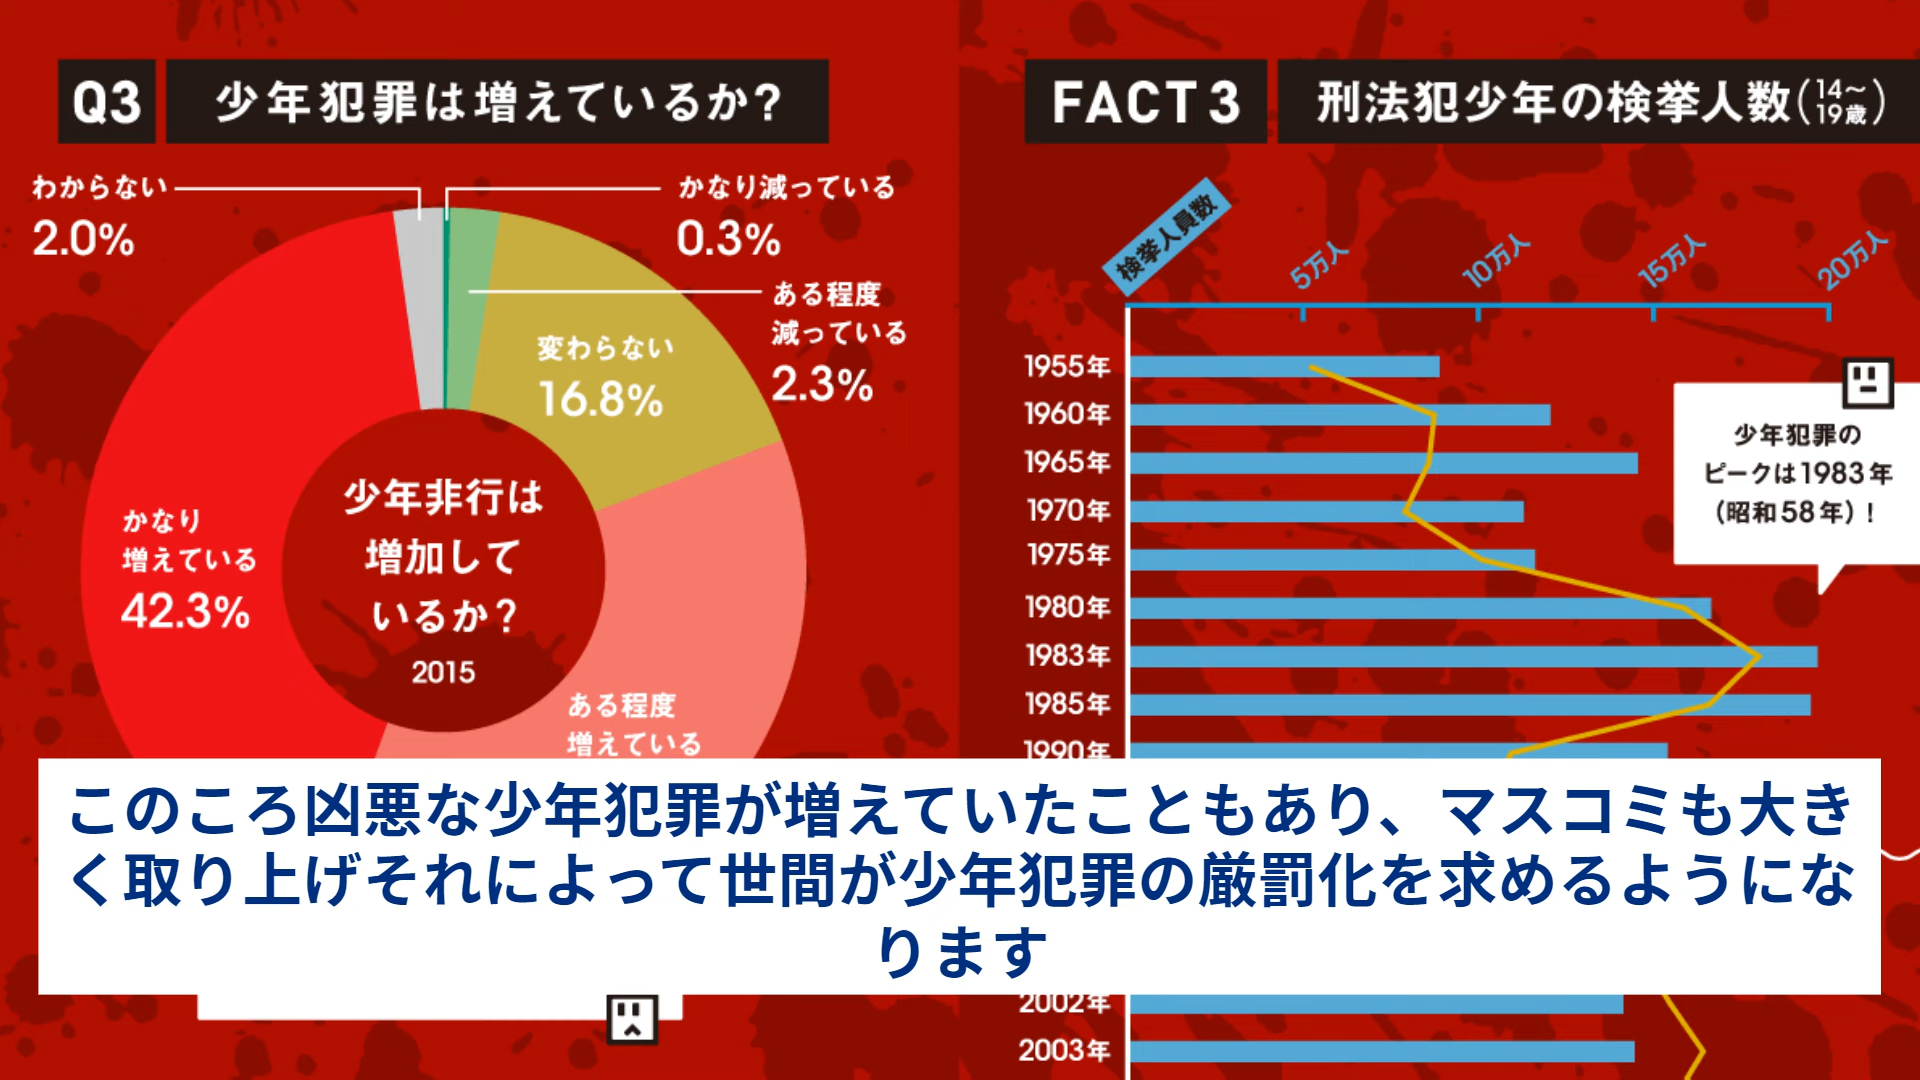 Q3 少年犯罪は増えているか?
わからない
2.0%
かなり減っている
0.3%
ある程度
減っている
2.3%
変わらない
16.8%
かなり
増えている
42.3%
少年非行は
増加して
いるか?
2015
ある程度
増えている
FACT 3 刑法犯少年の検挙人数(14~19歳)
検挙人員数
5万人
10万人
15万人
20万人
1955年
1960年
1965年
1970年
1975年
1980年
1983年
1985年
1990年
少年犯罪の
ピークは1983年
(昭和58年)!
このころ凶悪な少年犯罪が増えていたこともあり、マスコミも大き
く取り上げそれによって世間が少年犯罪の厳罰化を求めるようにな
ります
2002年
2003年